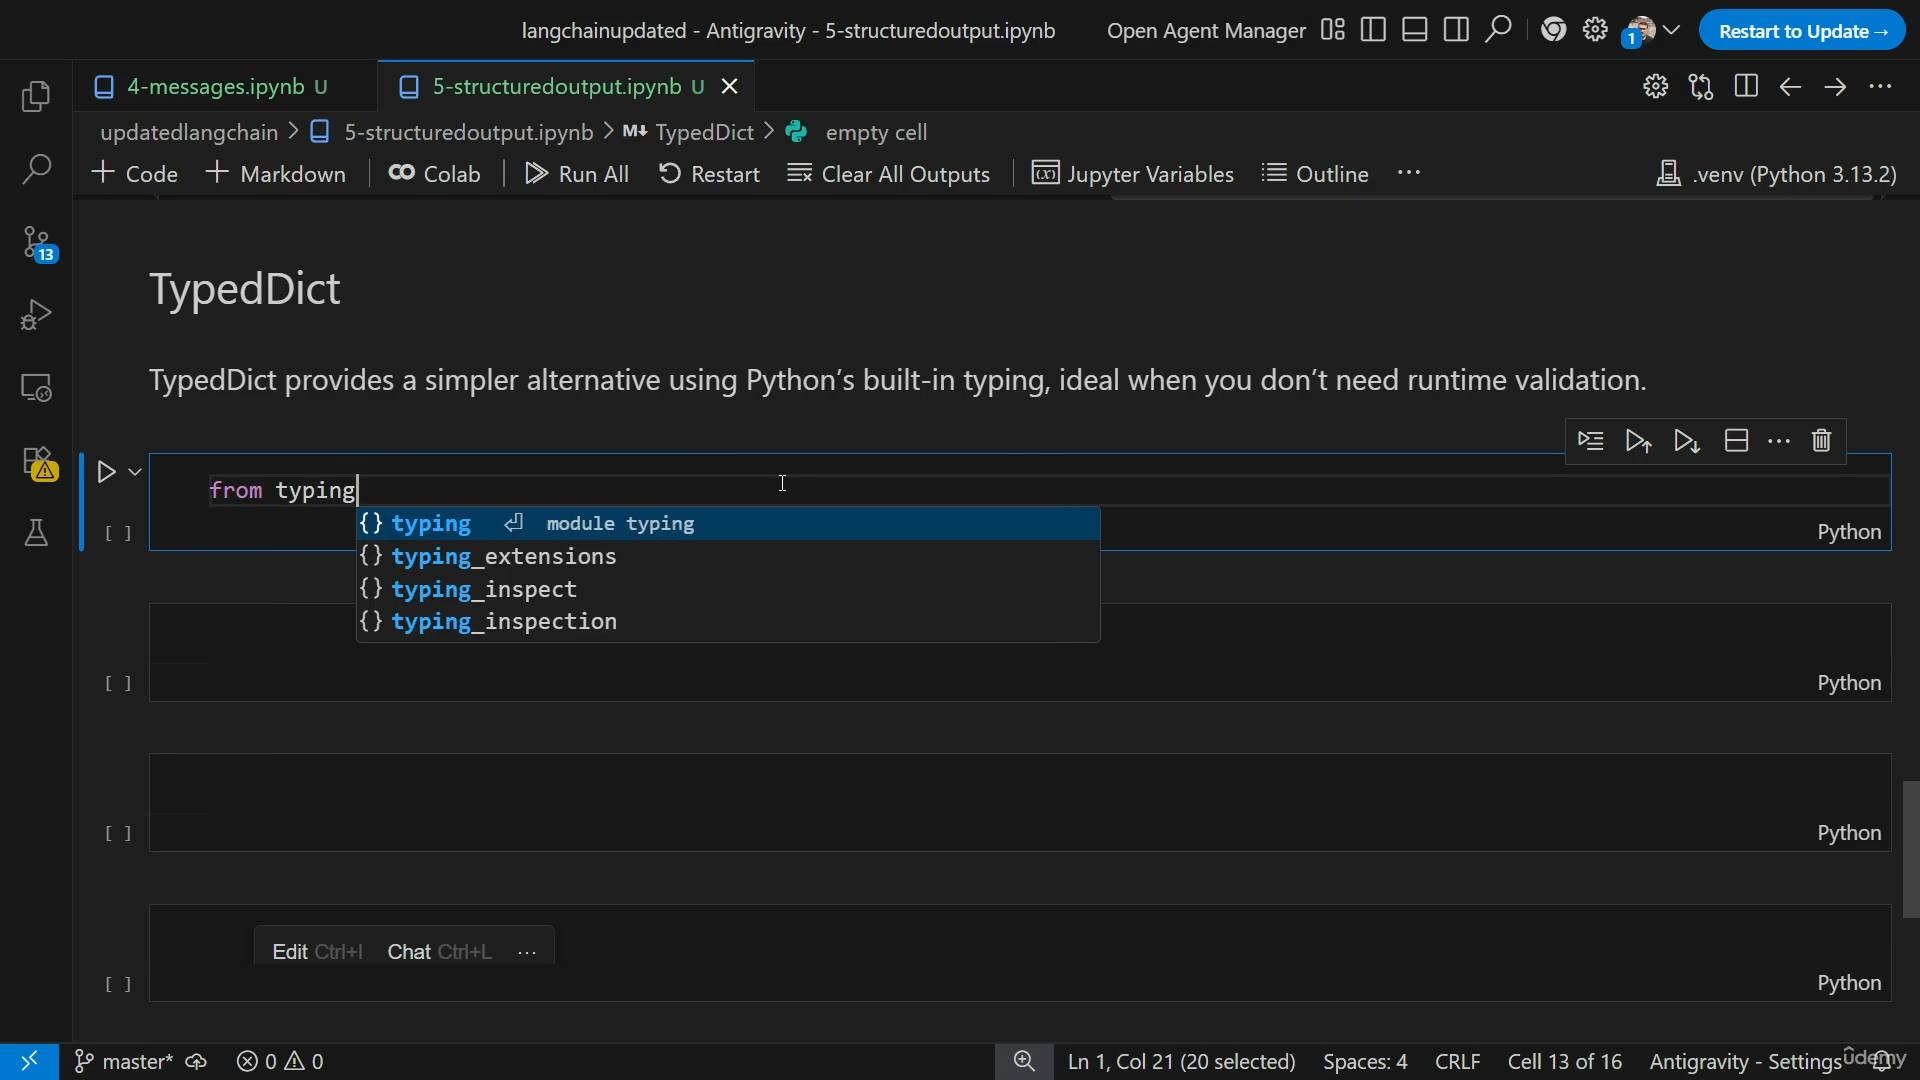 langchainupdated - Antigravity - 5-structuredoutput.ipynb
Open Agent Manager
1
Restart to Update →
4-messages.ipynb U
5-structuredoutput.ipynb U
updatedlangchain > 5-structuredoutput.ipynb > M↓ TypedDict > empty cell
+ Code + Markdown Colab Run All Restart Clear All Outputs Jupyter Variables Outline ··· .venv (Python 3.13.2)
13
TypedDict
TypedDict provides a simpler alternative using Python’s built-in typing, ideal when you don’t need runtime validation.
from typing
{} typing module typing
[ ] Python
{} typing_extensions
{} typing_inspect
{} typing_inspection
[ ] Python
[ ] Python
Edit Ctrl+I Chat Ctrl+L ···
[ ] Python
master* 0 0 Ln 1, Col 21 (20 selected) Spaces: 4 CRLF Cell 13 of 16 Antigravity - Settings
ûdemy